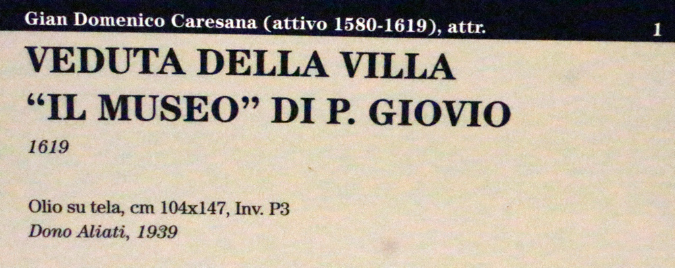 Gian Domenico Caresana (attivo 1580-1619), attr. 1
VEDUTA DELLA VILLA
“IL MUSEO” DI P. GIOVIO
1619
Olio su tela, cm 104x147, Inv. P3
Dono Aliati, 1939